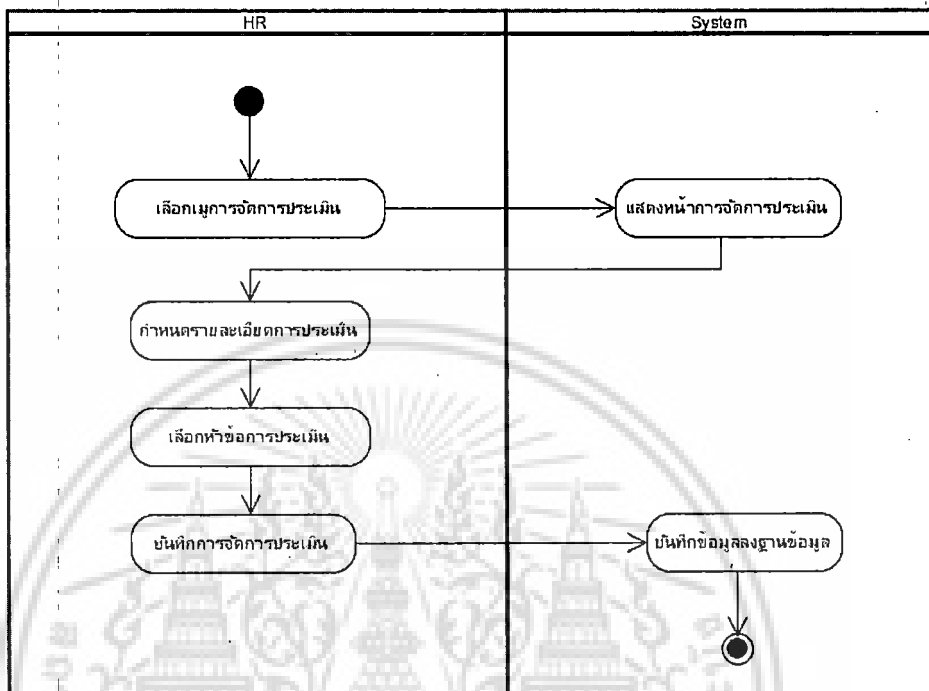 HR
System
เลือกเมูการจัดการประเมิน
แสดงหน้าการจัดการประเมิน
กำหนดรายละเอียดการประเมิน
เลือกหัวข้อการประเมิน
บันทึกการจัดการประเมิน
บันทึกข้อมูลลงฐานข้อมูล